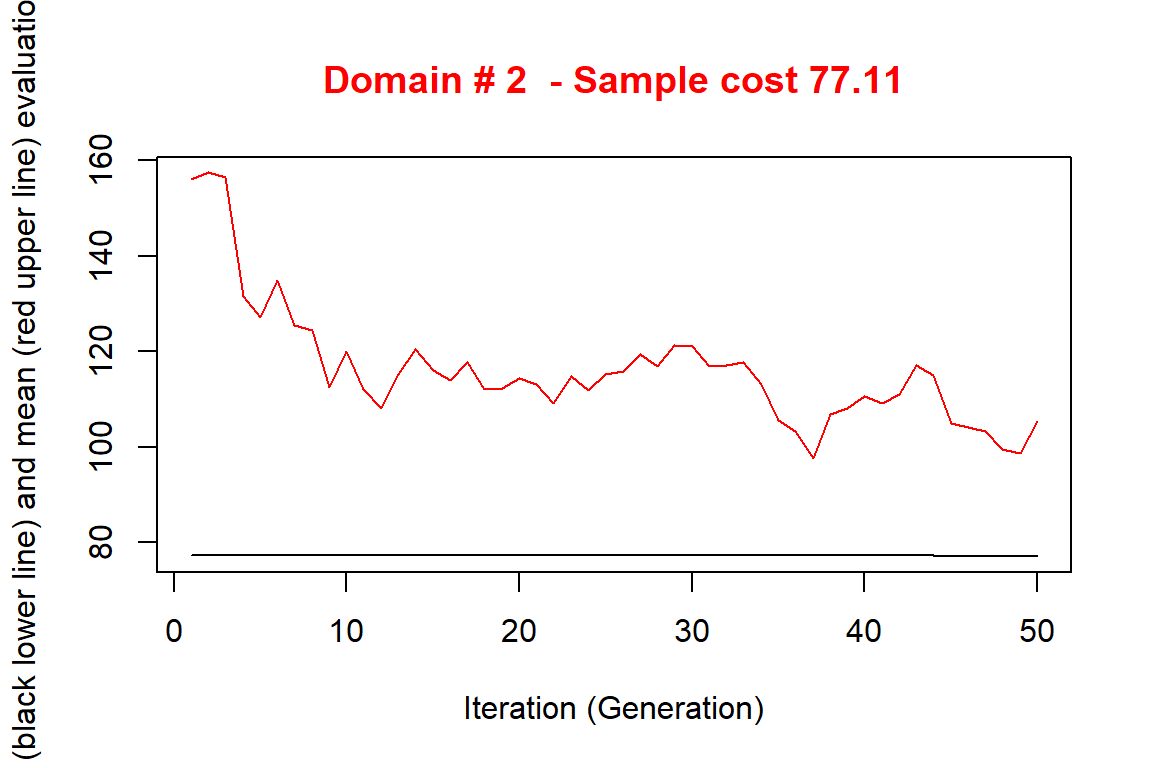 Domain # 2  - Sample cost 77.11
(black lower line) and mean (red upper line) evaluatio
160
140
120
100
80
0 10 20 30 40 50
Iteration (Generation)